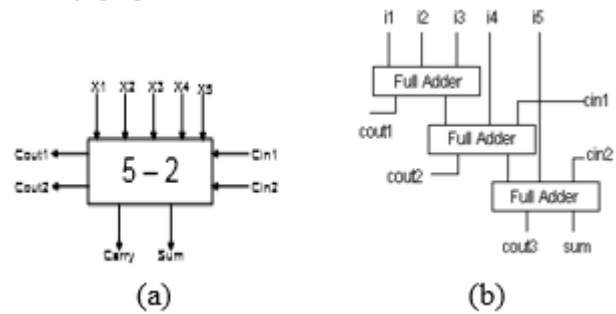 X1 X2 X3 X4 X5
Cout1
Cin1
5-2
Cout2
Cin2
Carry Sum
(a)
i1 i2 i3 i4 i5
Full Adder
cin1
cout1
Full Adder
cout2
cin2
Full Adder
cout3 sum
(b)